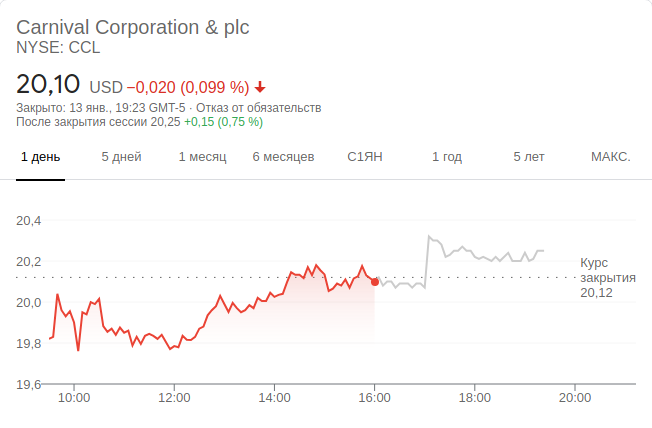 Carnival Corporation & plc
NYSE: CCL
20,10 USD −0,020 (0,099 %)
Закрыто: 13 янв., 19:23 GMT-5 · Отказ от обязательств
После закрытия сессии 20,25 +0,15 (0,75 %)
1 день 5 дней 1 месяц 6 месяцев С1ЯН 1 год 5 лет МАКС.
20,4
20,2
20,0
19,8
19,6
Курс
закрытия
20,12
10:00 12:00 14:00 16:00 18:00 20:00